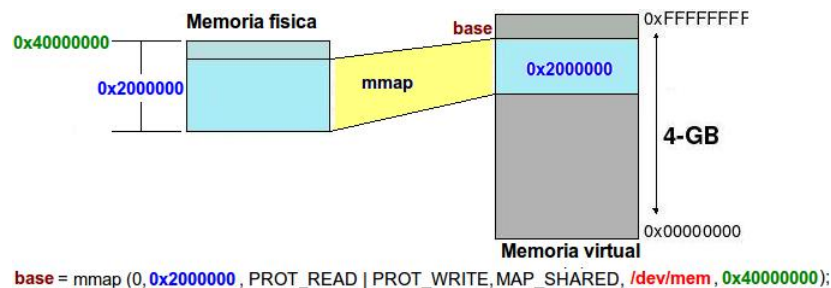 Memoria fisica
0x40000000
0x2000000
mmap
base
0xFFFFFFFF
0x2000000
4-GB
0x00000000
Memoria virtual
base = mmap (0, 0x2000000 , PROT_READ | PROT_WRITE, MAP_SHARED, /dev/mem , 0x40000000);